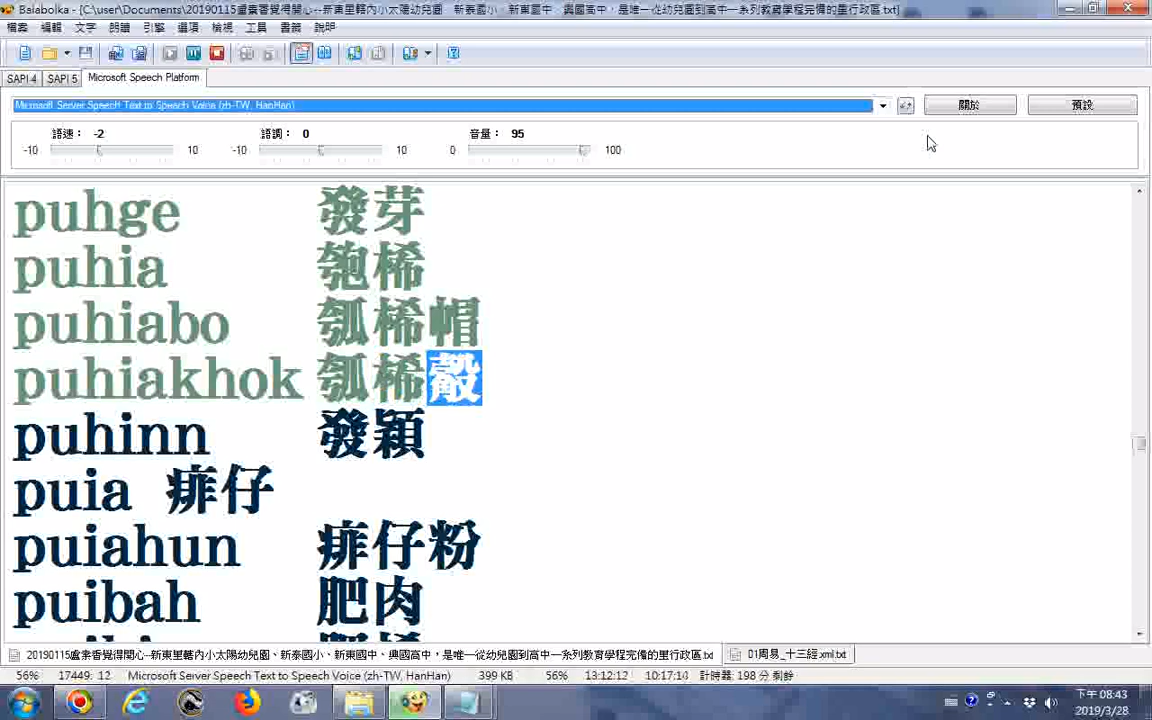 Balabolka - [C:\user\Documents\20190115盧彙香覺得開心--新東里轄內小太陽幼兒園、新泰國小、新東國中、興國高中，是唯一從幼兒園到高中一系列教育學程完備的里行政區.txt]
檔案 編輯 文字 朗讀 引擎 選項 檢視 工具 書籤 說明
SAPI 4 SAPI 5 Microsoft Speech Platform
Microsoft Server Speech Text to Speech Voice (zh-TW, HanHan) 關於 預設
語速： -2 語調： 0 音量： 95
-10 10 -10 10 0 100
puhge 發芽
puhia 匏桸
puhiabo 瓠桸帽
puhiakhok 瓠桸
puhinn 發穎
puia 痱仔
puiahun 痱仔粉
puibah 肥肉
20190115盧彙香覺得開心--新東里轄內小太陽幼兒園、新泰國小、新東國中、興國高中，是唯一從幼兒園到高中一系列教育學程完備的里行政區.txt 01周易_十三經.xml.txt
56% 17449: 12 Microsoft Server Speech Text to Speech Voice (zh-TW, HanHan) 399 KB 56% 13:12:12 10:17:14 計時器: 198 分 剩餘
下午 08:43
2019/3/28